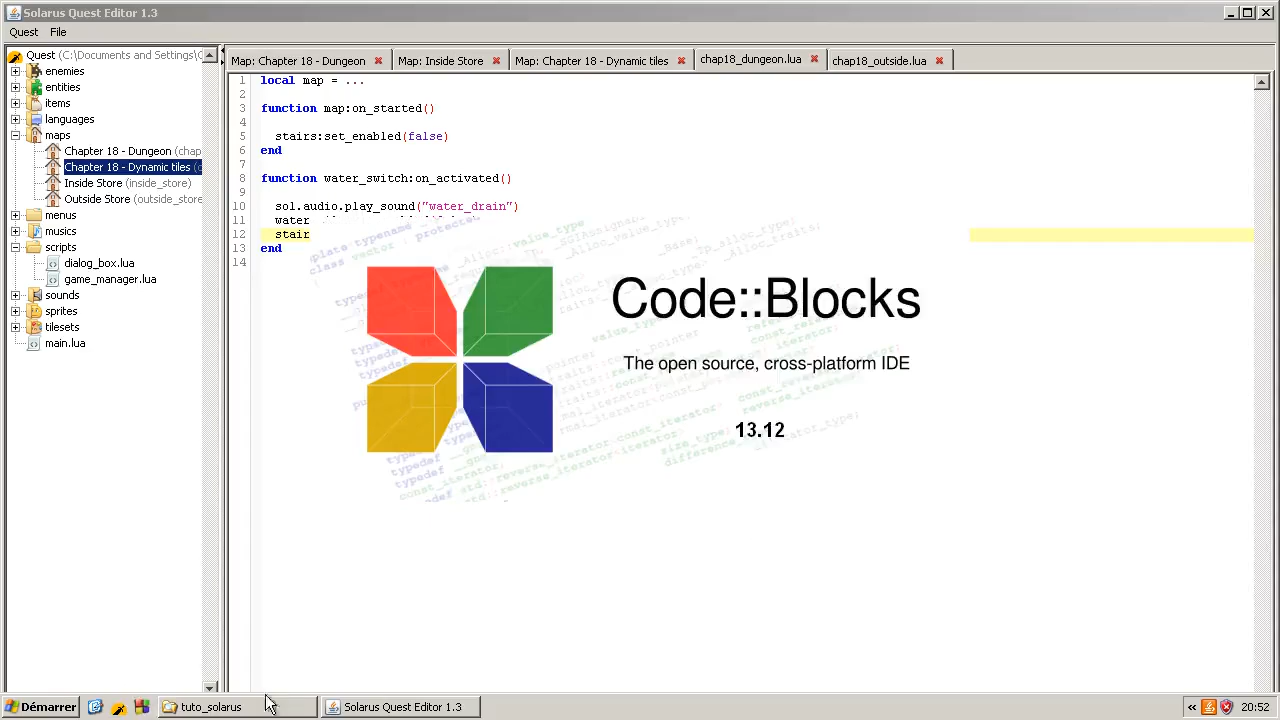 Solarus Quest Editor 1.3
Quest File
Quest (C:\Documents and Settings\C
enemies
entities
items
languages
maps
Chapter 18 - Dungeon (chap
Chapter 18 - Dynamic tiles (c
Inside Store (inside_store)
Outside Store (outside_store
menus
musics
scripts
dialog_box.lua
game_manager.lua
sounds
sprites
tilesets
main.lua
Map: Chapter 18 - Dungeon
Map: Inside Store
Map: Chapter 18 - Dynamic tiles
chap18_dungeon.lua
chap18_outside.lua
1 local map = ...
2
3 function map:on_started()
4
5 stairs:set_enabled(false)
6 end
7
8 function water_switch:on_activated()
9
10 sol.audio.play_sound("water_drain")
11 water
12 stair
13 end
14
Code::Blocks
The open source, cross-platform IDE
13.12
Démarrer
tuto_solarus
Solarus Quest Editor 1.3
« 20:52